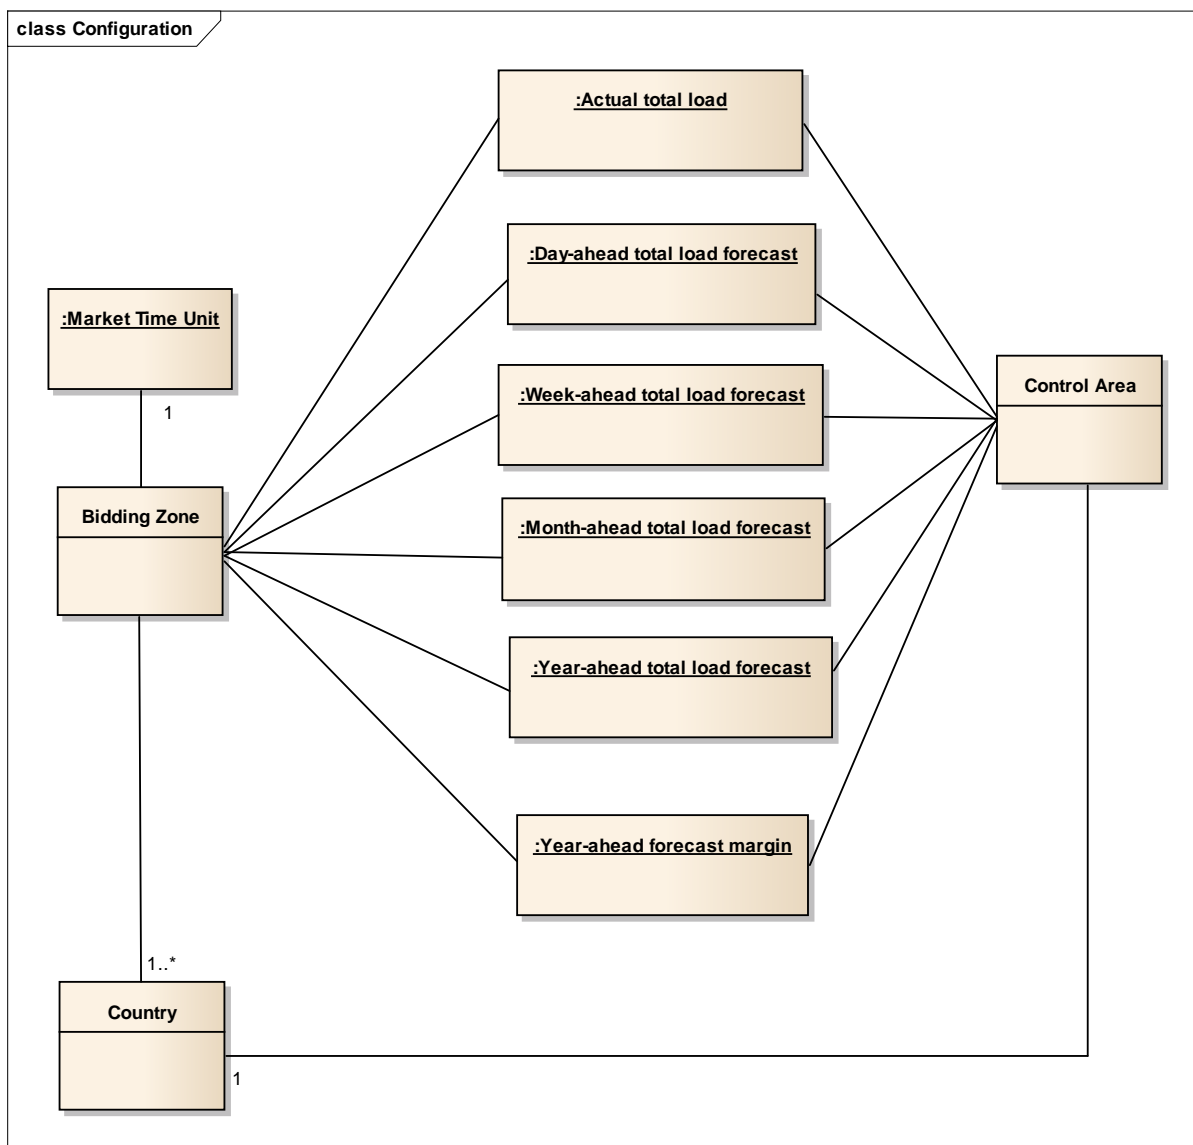 class Configuration
:Actual total load
:Day-ahead total load forecast
:Market Time Unit
:Week-ahead total load forecast
Control Area
1
Bidding Zone
:Month-ahead total load forecast
:Year-ahead total load forecast
:Year-ahead forecast margin
1..*
Country
1